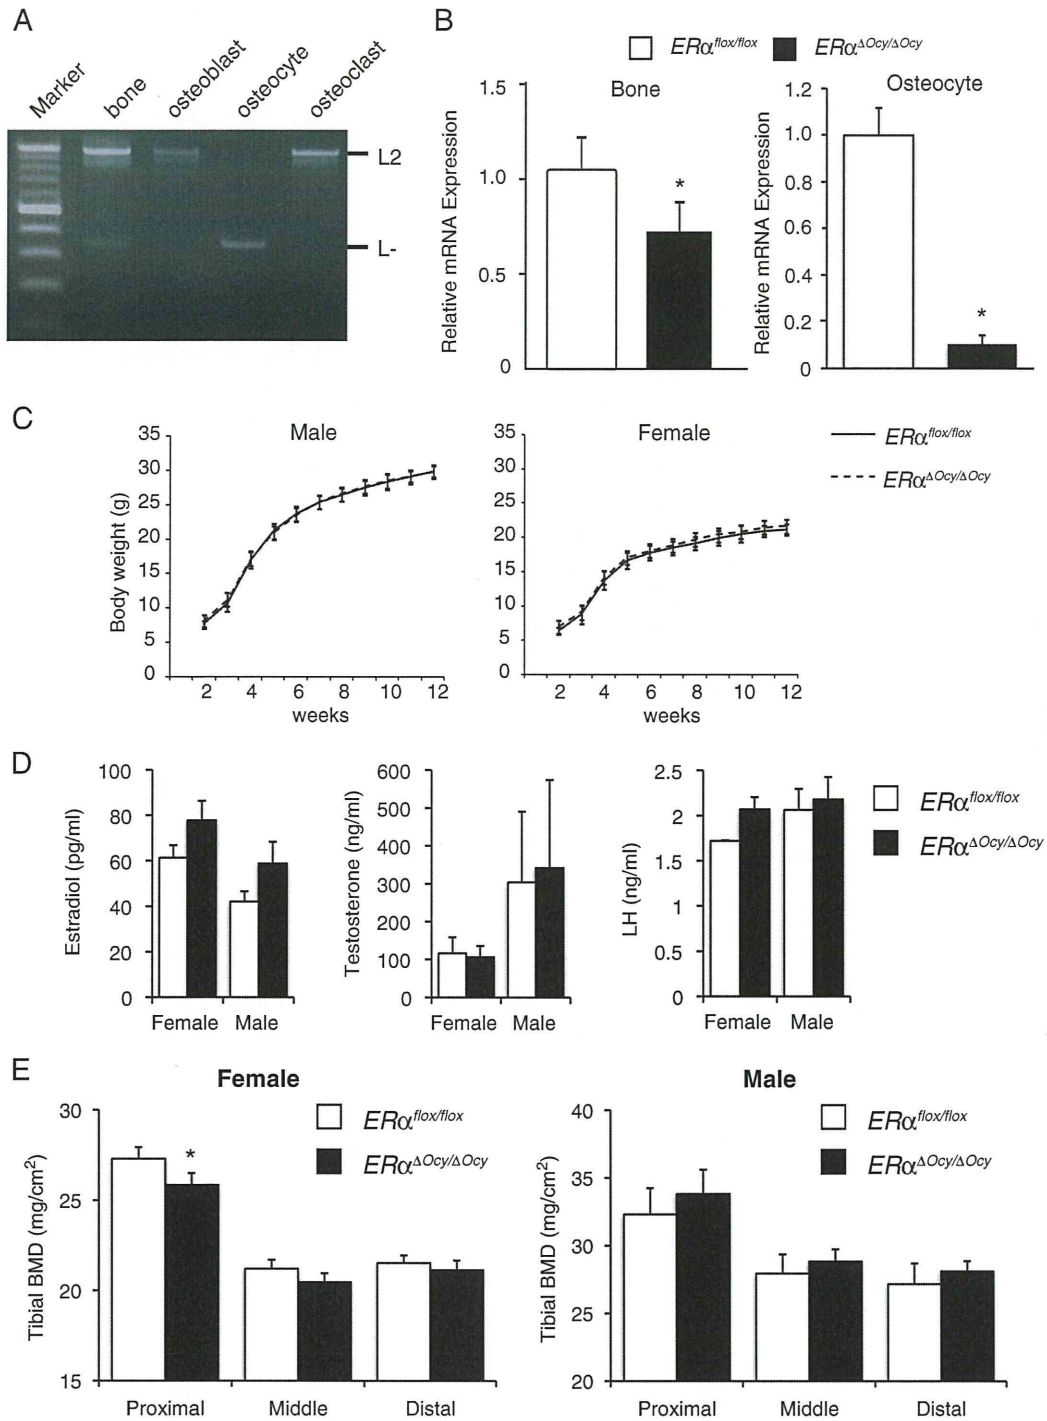 A
Marker
bone
osteoblast
osteocyte
osteoclast
L2
L-
B
ERα^flox/flox
ERα^ΔOcy/ΔOcy
Bone
Relative mRNA Expression
1.5
1.0
0.5
0
*
Osteocyte
Relative mRNA Expression
1.2
1.0
0.8
0.6
0.4
0.2
0
*
C
Male
Body weight (g)
35
30
25
20
15
10
5
0
2 4 6 8 10 12
weeks
Female
35
30
25
20
15
10
5
0
2 4 6 8 10 12
weeks
ERα^flox/flox
ERα^ΔOcy/ΔOcy
D
Estradiol (pg/ml)
100
80
60
40
20
0
Female Male
Testosterone (ng/ml)
600
500
400
300
200
100
0
Female Male
LH (ng/ml)
2.5
2
1.5
1
0.5
0
Female Male
ERα^flox/flox
ERα^ΔOcy/ΔOcy
E
Female
Tibial BMD (mg/cm²)
30
25
20
15
*
ERα^flox/flox
ERα^ΔOcy/ΔOcy
Proximal Middle Distal
Male
Tibial BMD (mg/cm²)
40
35
30
25
20
ERα^flox/flox
ERα^ΔOcy/ΔOcy
Proximal Middle Distal